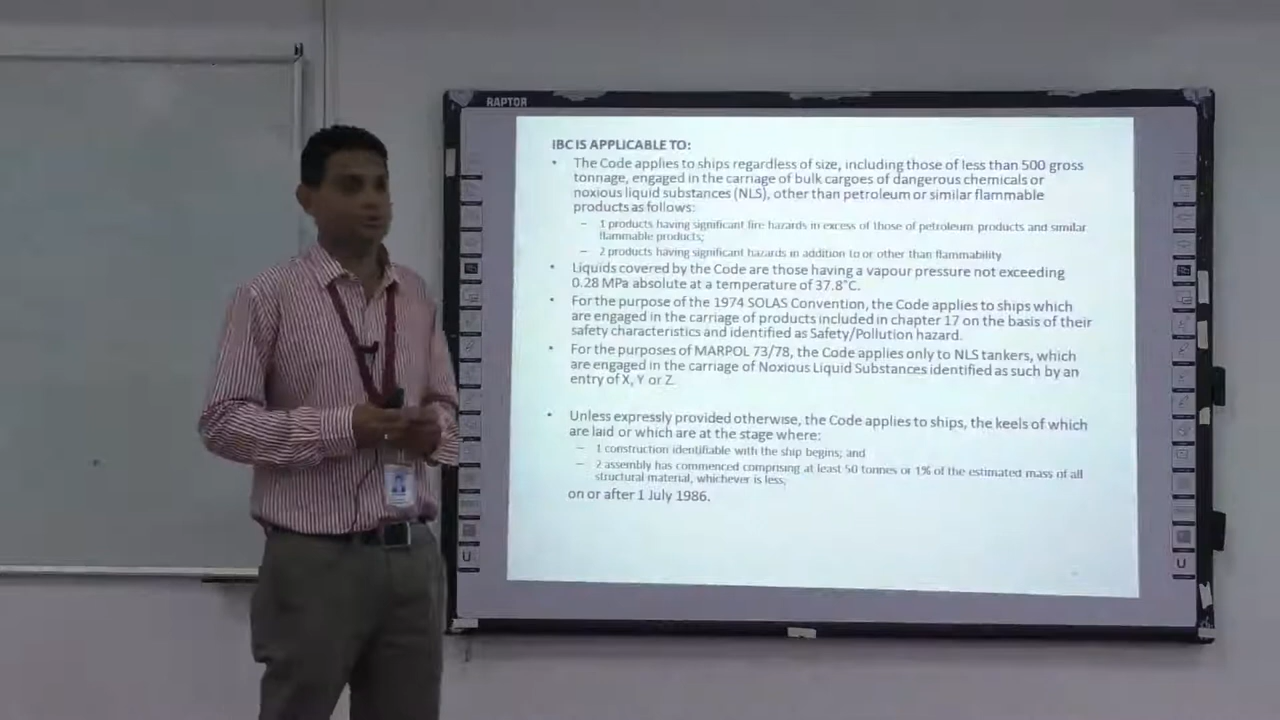 RAPTOR
IBC IS APPLICABLE TO:
• The Code applies to ships regardless of size, including those of less than 500 gross
tonnage, engaged in the carriage of bulk cargoes of dangerous chemicals or
noxious liquid substances (NLS), other than petroleum or similar flammable
products as follows:
– 1 products having significant fire hazards in excess of those of petroleum products and similar
flammable products;
– 2 products having significant hazards in addition to or other than flammability
• Liquids covered by the Code are those having a vapour pressure not exceeding
0.28 MPa absolute at a temperature of 37.8°C.
• For the purpose of the 1974 SOLAS Convention, the Code applies to ships which
are engaged in the carriage of products included in chapter 17 on the basis of their
safety characteristics and identified as Safety/Pollution hazard.
• For the purposes of MARPOL 73/78, the Code applies only to NLS tankers, which
are engaged in the carriage of Noxious Liquid Substances identified as such by an
entry of X, Y or Z.
• Unless expressly provided otherwise, the Code applies to ships, the keels of which
are laid or which are at the stage where:
– 1 construction identifiable with the ship begins; and
– 2 assembly has commenced comprising at least 50 tonnes or 1% of the estimated mass of all
structural material, whichever is less,
on or after 1 July 1986.
U
U